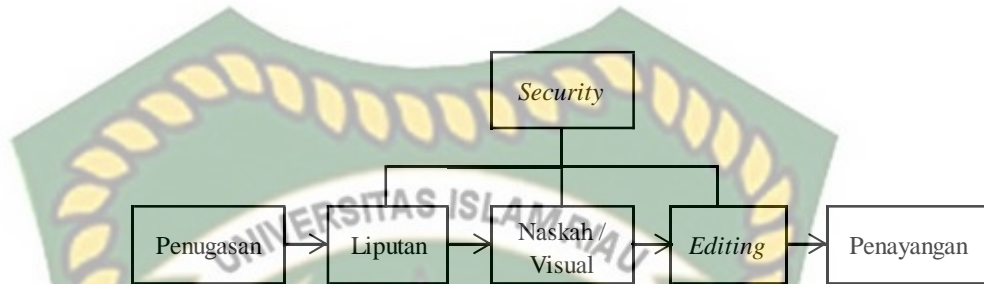 Security
UNIVERSITAS ISLAM RIAU
Penugasan
Liputan
Naskah /
Visual
Editing
Penayangan